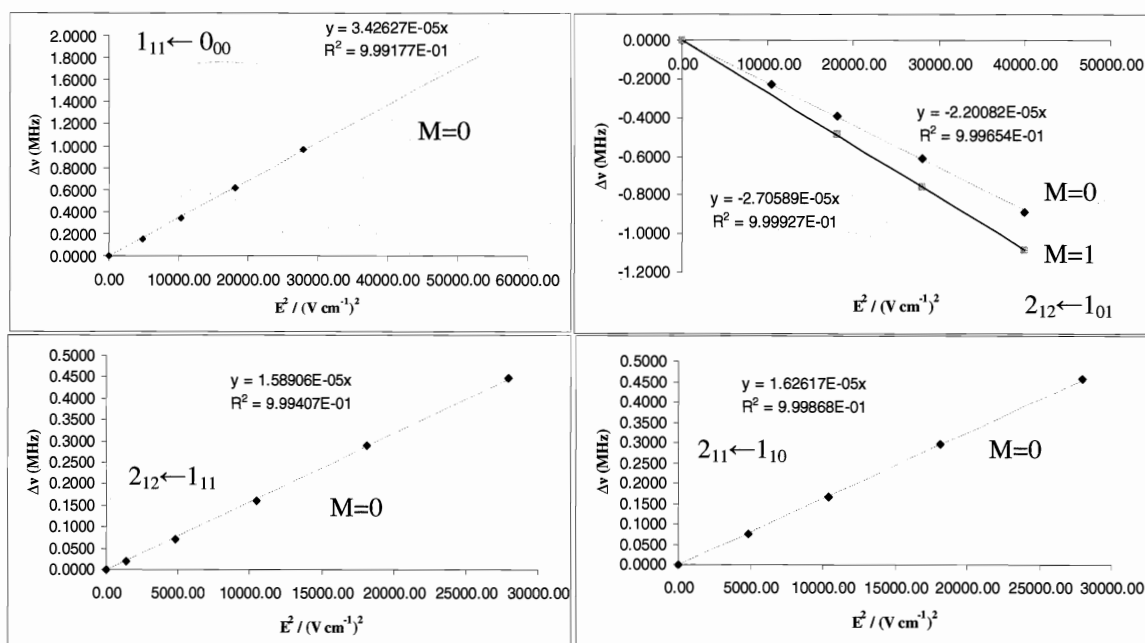 2.0000
1.8000
1.6000
1.4000
1.2000
1.0000
0.8000
0.6000
0.4000
0.2000
0.0000
Δν (MHz)
1₁₁←0₀₀
y = 3.42627E-05x
R² = 9.99177E-01
M=0
0.00 10000.00 20000.00 30000.00 40000.00 50000.00 60000.00
E² / (V cm⁻¹)²
0.0000
-0.2000
-0.4000
-0.6000
-0.8000
-1.0000
-1.2000
Δν (MHz)
0.00 10000.00 20000.00 30000.00 40000.00 50000.00
y = -2.20082E-05x
R² = 9.99654E-01
y = -2.70589E-05x
R² = 9.99927E-01
M=0
M=1
E² / (V cm⁻¹)²
2₁₂←1₀₁
0.5000
0.4500
0.4000
0.3500
0.3000
0.2500
0.2000
0.1500
0.1000
0.0500
0.0000
Δν (MHz)
y = 1.58906E-05x
R² = 9.99407E-01
2₁₂←1₁₁
M=0
0.00 5000.00 10000.00 15000.00 20000.00 25000.00 30000.00
E² / (V cm⁻¹)²
0.5000
0.4500
0.4000
0.3500
0.3000
0.2500
0.2000
0.1500
0.1000
0.0500
0.0000
Δν (MHz)
y = 1.62617E-05x
R² = 9.99868E-01
2₁₁←1₁₀
M=0
0.00 5000.00 10000.00 15000.00 20000.00 25000.00 30000.00
E² / (V cm⁻¹)²